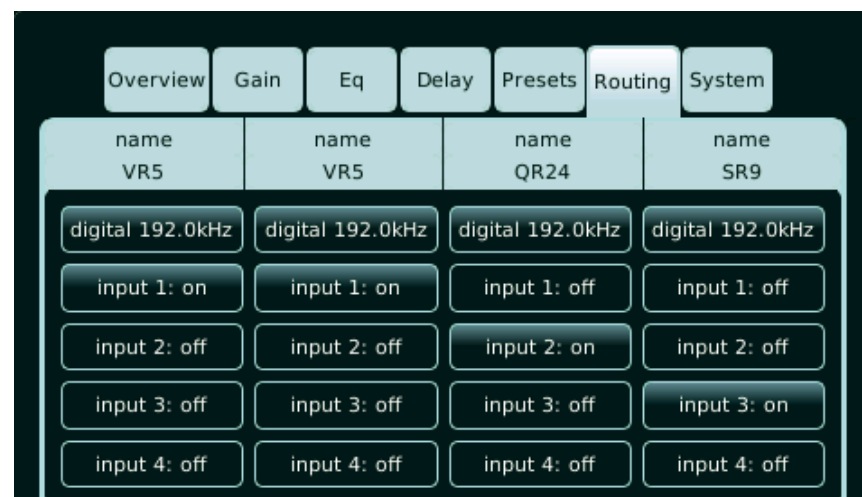 Overview Gain Eq Delay Presets Routing System
name name name name
VR5 VR5 QR24 SR9
digital 192.0kHz digital 192.0kHz digital 192.0kHz digital 192.0kHz
input 1: on input 1: on input 1: off input 1: off
input 2: off input 2: off input 2: on input 2: off
input 3: off input 3: off input 3: off input 3: on
input 4: off input 4: off input 4: off input 4: off